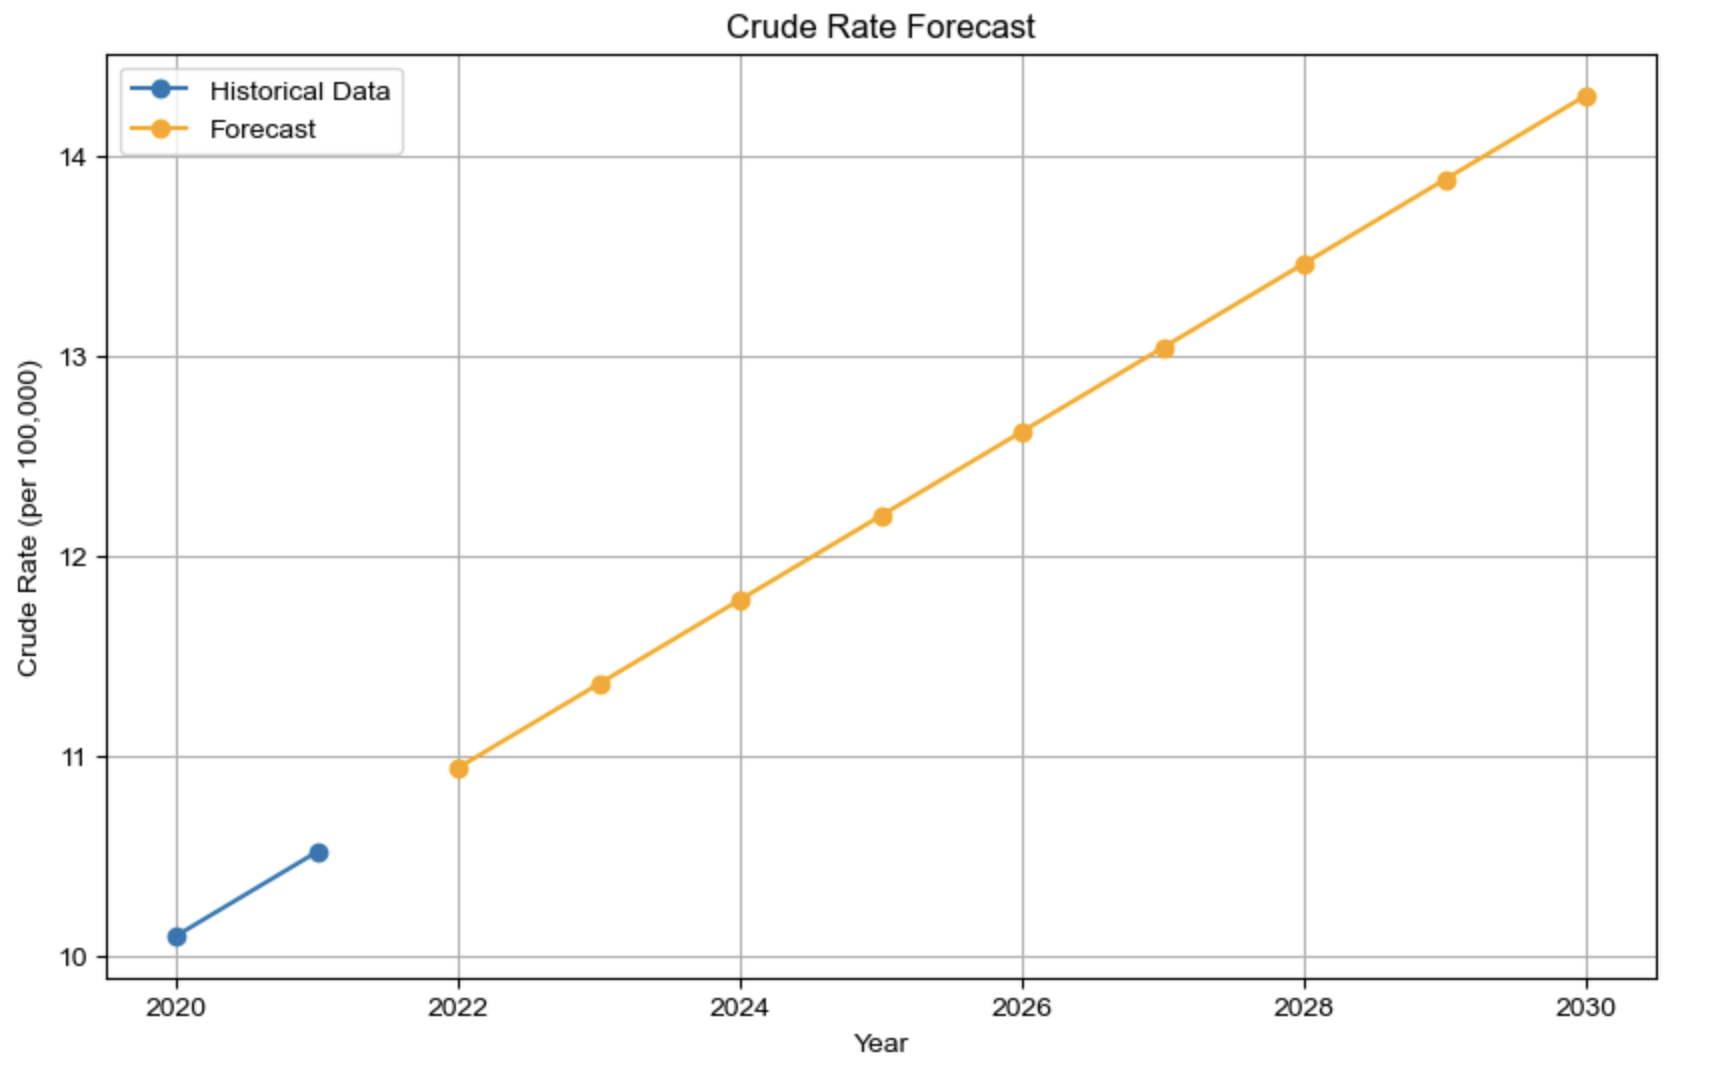 Crude Rate Forecast
Historical Data
Forecast
14
13
12
11
10
Crude Rate (per 100,000)
2020 2022 2024 2026 2028 2030
Year